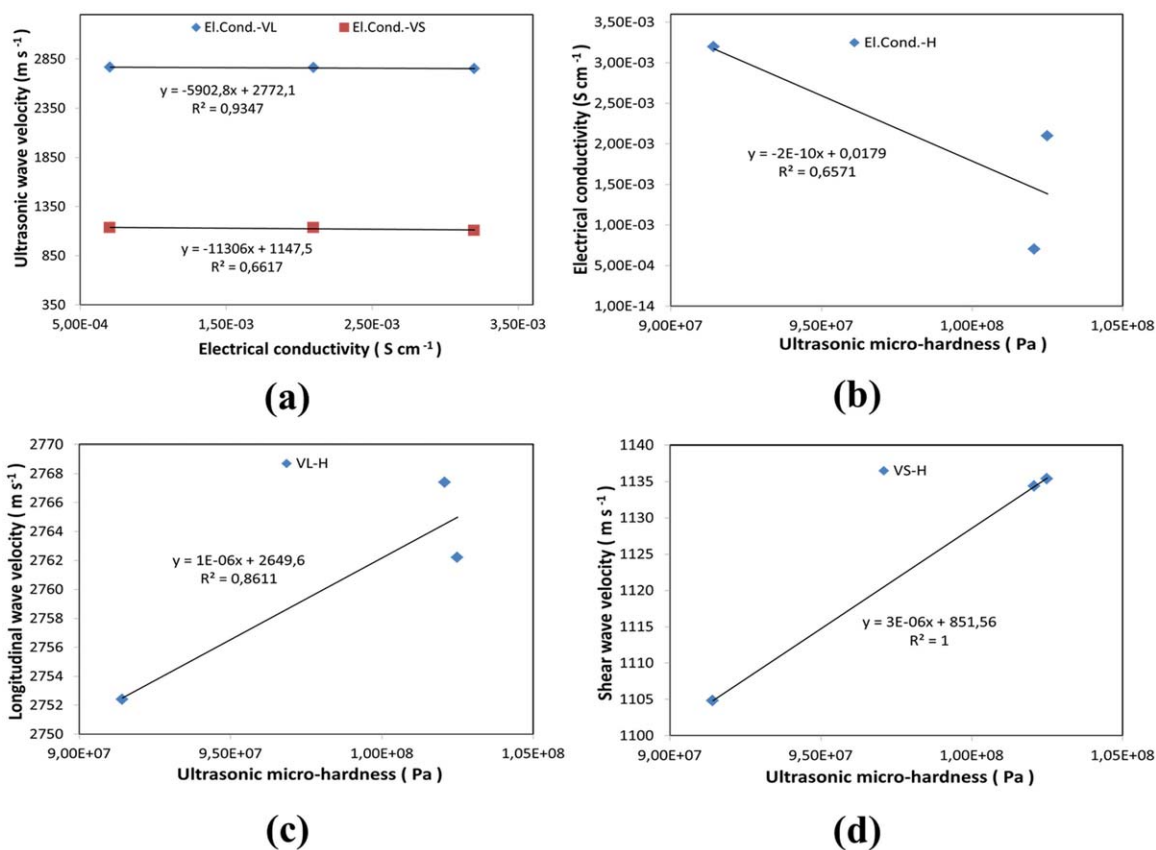 El.Cond.-VL El.Cond.-VS
Ultrasonic wave velocity (m s⁻¹)
2850
2350
1850
1350
850
350
y = -5902,8x + 2772,1
R² = 0,9347
y = -11306x + 1147,5
R² = 0,6617
5,00E-04 1,50E-03 2,50E-03 3,50E-03
Electrical conductivity ( S cm⁻¹)
(a)
El.Cond.-H
Electrical conductivity (S cm⁻¹)
3,50E-03
3,00E-03
2,50E-03
2,00E-03
1,50E-03
1,00E-03
5,00E-04
1,00E-14
y = -2E-10x + 0,0179
R² = 0,6571
9,00E+07 9,50E+07 1,00E+08 1,05E+08
Ultrasonic micro-hardness ( Pa )
(b)
VL-H
Longitudinal wave velocity ( m s⁻¹)
2770
2768
2766
2764
2762
2760
2758
2756
2754
2752
2750
y = 1E-06x + 2649,6
R² = 0,8611
9,00E+07 9,50E+07 1,00E+08 1,05E+08
Ultrasonic micro-hardness ( Pa )
(c)
VS-H
Shear wave velocity ( m s⁻¹)
1140
1135
1130
1125
1120
1115
1110
1105
1100
y = 3E-06x + 851,56
R² = 1
9,00E+07 9,50E+07 1,00E+08 1,05E+08
Ultrasonic micro-hardness ( Pa )
(d)